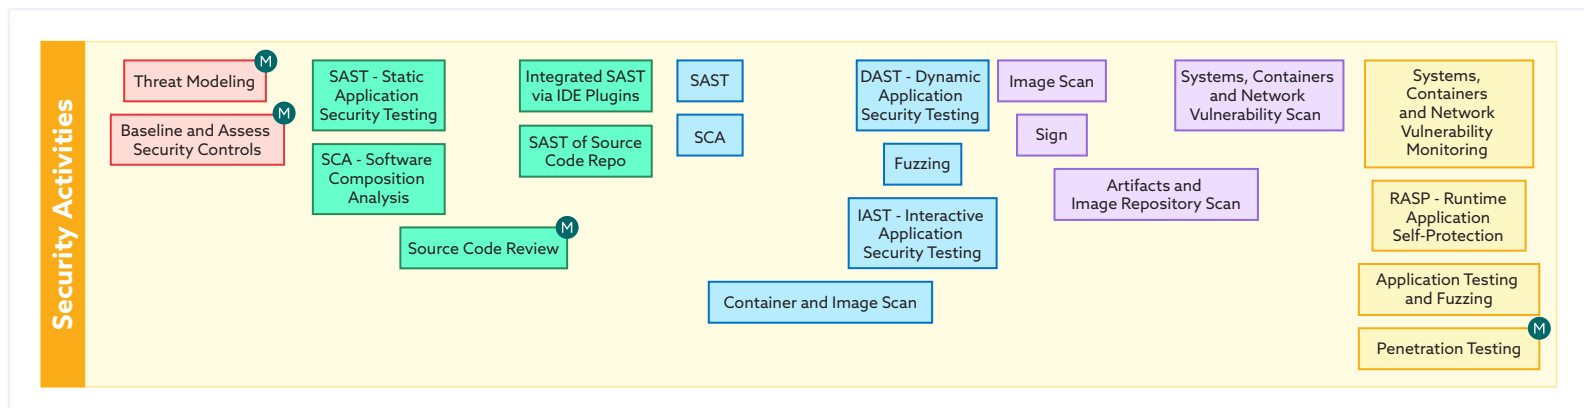 Security Activities
Threat Modeling
M
Baseline and Assess
Security Controls
M
SAST - Static
Application
Security Testing
SCA - Software
Composition
Analysis
Source Code Review
M
Integrated SAST
via IDE Plugins
SAST of Source
Code Repo
SAST
SCA
DAST - Dynamic
Application
Security Testing
Fuzzing
IAST - Interactive
Application
Security Testing
Container and Image Scan
Image Scan
Sign
Artifacts and
Image Repository Scan
Systems, Containers
and Network
Vulnerability Scan
Systems,
Containers
and Network
Vulnerability
Monitoring
RASP - Runtime
Application
Self-Protection
Application Testing
and Fuzzing
Penetration Testing
M